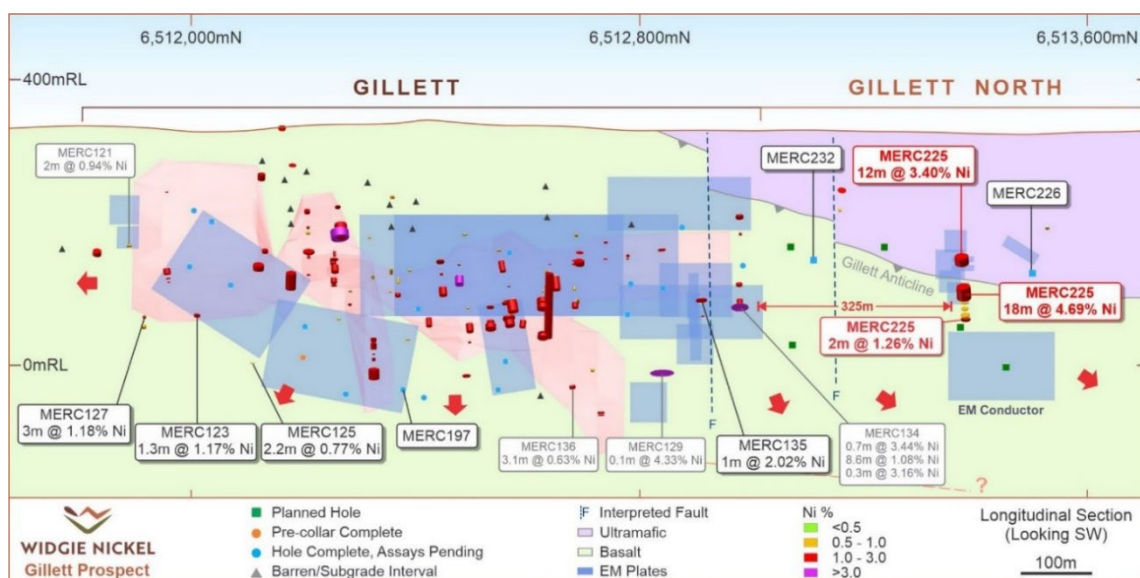 6,512,000mN
6,512,800mN
6,513,600mN
400mRL
GILLETT
GILLETT NORTH
MERC121
2m @ 0.94% Ni
MERC232
MERC225
12m @ 3.40% Ni
MERC226
Gillett Anticline
325m
MERC225
18m @ 4.69% Ni
MERC225
2m @ 1.26% Ni
0mRL
EM Conductor
MERC127
3m @ 1.18% Ni
MERC123
1.3m @ 1.17% Ni
MERC125
2.2m @ 0.77% Ni
MERC197
MERC136
3.1m @ 0.63% Ni
MERC129
0.1m @ 4.33% Ni
F
MERC135
1m @ 2.02% Ni
F
MERC134
0.7m @ 3.44% Ni
8.6m @ 1.08% Ni
0.3m @ 3.16% Ni
?
WIDGIE NICKEL
Gillett Prospect
Planned Hole
Pre-collar Complete
Hole Complete, Assays Pending
Barren/Subgrade Interval
F Interpreted Fault
Ultramafic
Basalt
EM Plates
Ni %
<0.5
0.5 - 1.0
1.0 - 3.0
>3.0
Longitudinal Section
(Looking SW)
100m